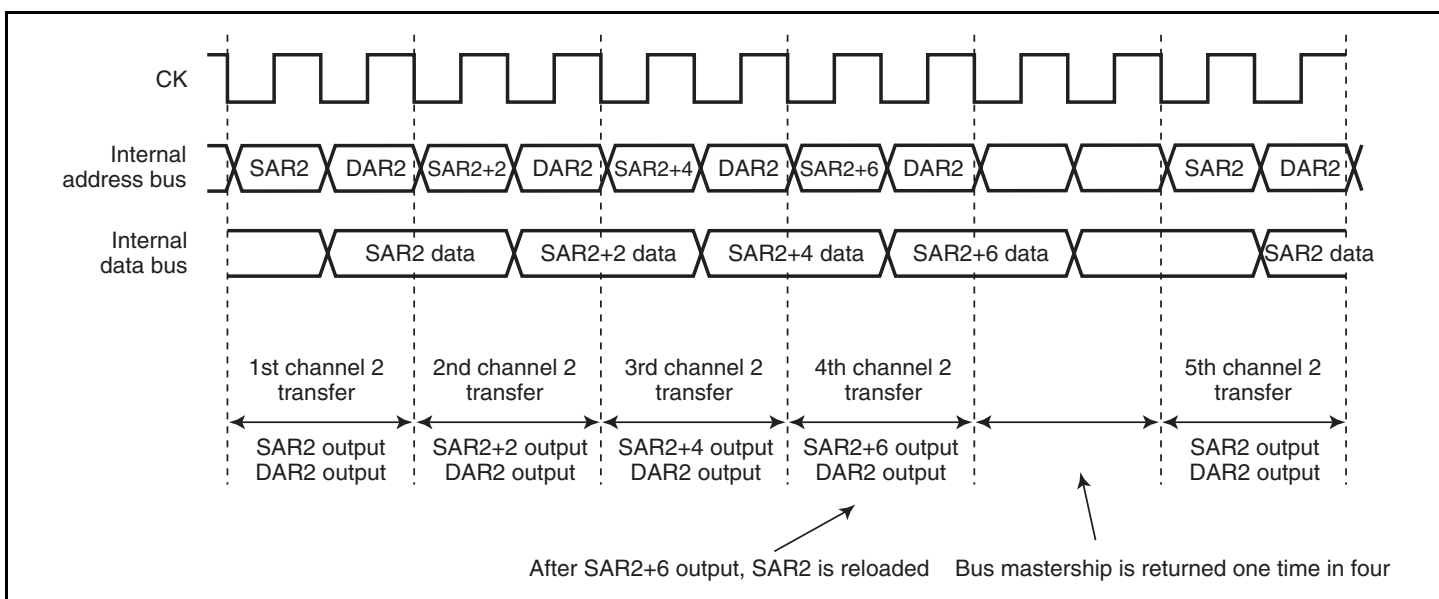 CK
Internal
address bus
SAR2 DAR2 SAR2+2 DAR2 SAR2+4 DAR2 SAR2+6 DAR2 SAR2 DAR2
Internal
data bus
SAR2 data SAR2+2 data SAR2+4 data SAR2+6 data SAR2 data
1st channel 2
transfer
2nd channel 2
transfer
3rd channel 2
transfer
4th channel 2
transfer
5th channel 2
transfer
SAR2 output
DAR2 output
SAR2+2 output
DAR2 output
SAR2+4 output
DAR2 output
SAR2+6 output
DAR2 output
SAR2 output
DAR2 output
After SAR2+6 output, SAR2 is reloaded
Bus mastership is returned one time in four